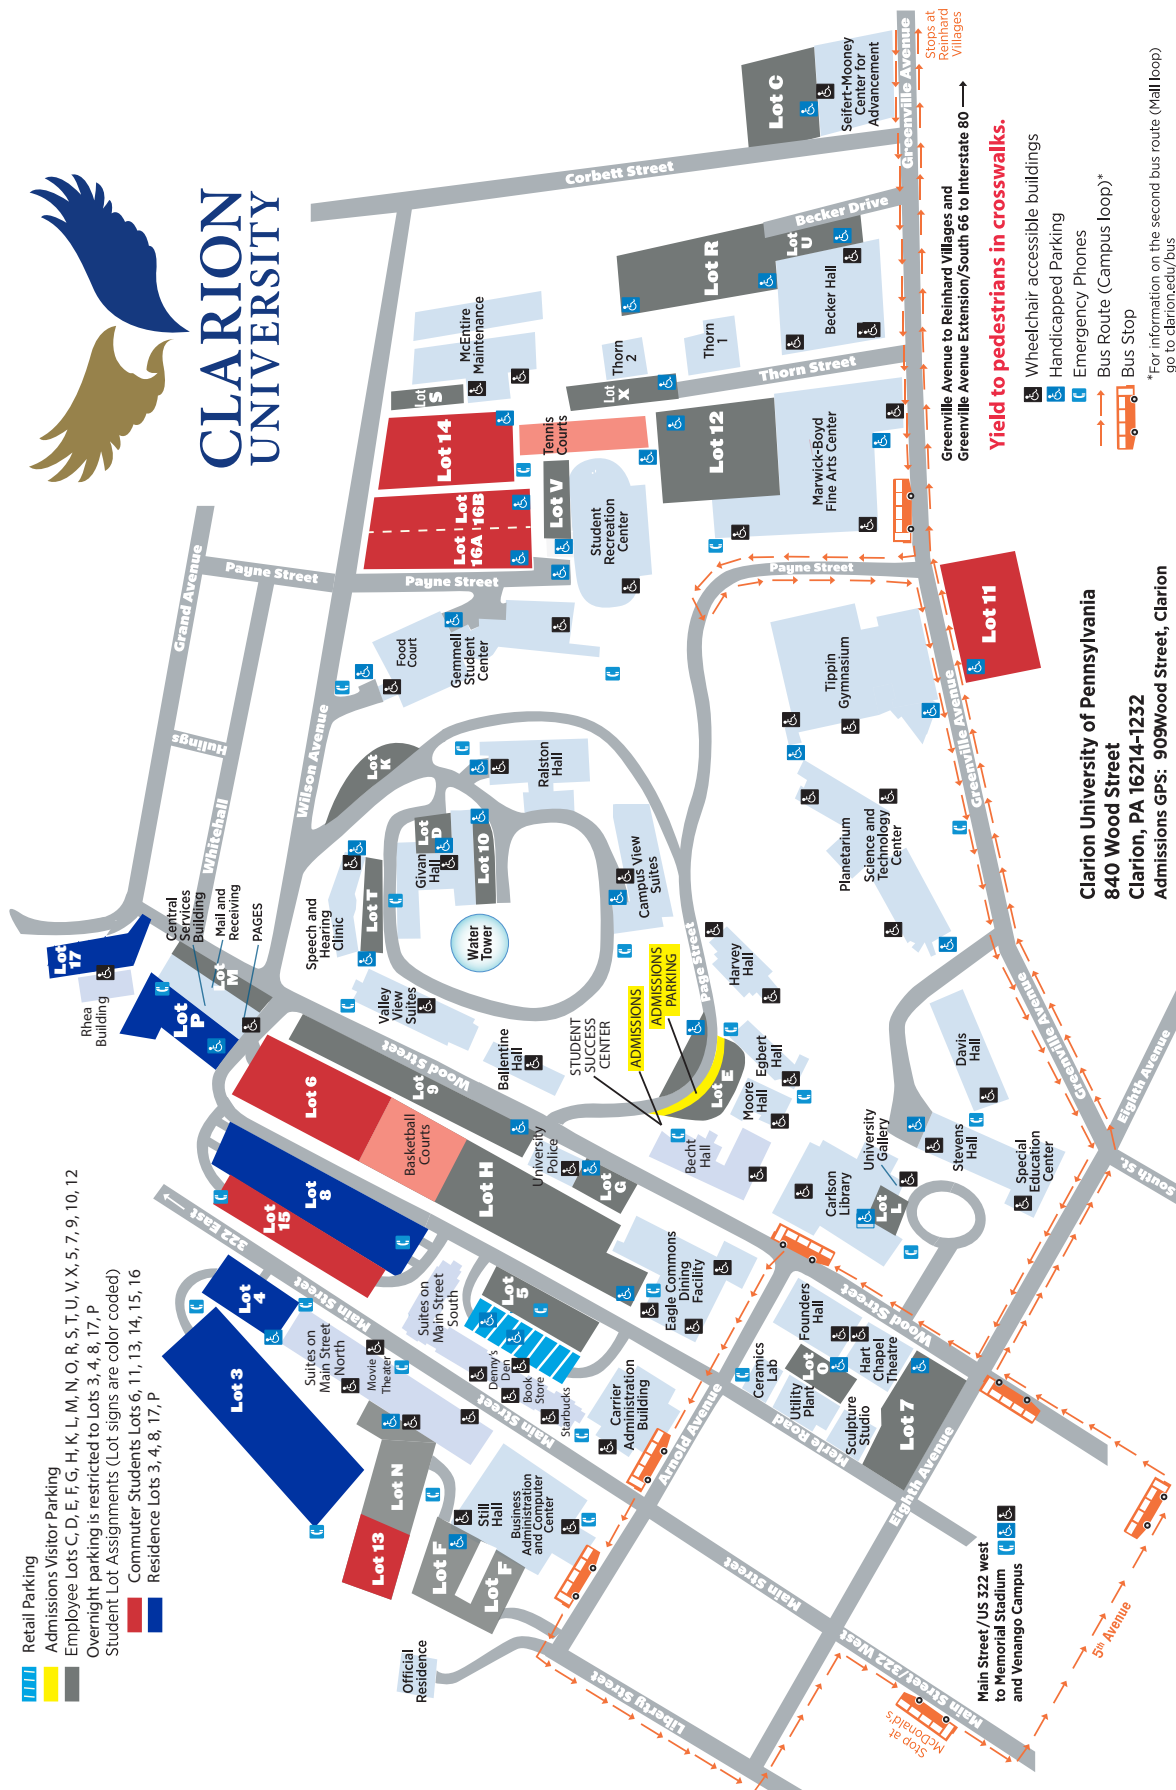 CLARION
UNIVERSITY
Retail Parking
Admissions Visitor Parking
Employee Lots C, D, E, F, G, H, K, L, M, N, O, R, S, T, U, V, X, 5, 7, 9, 10, 12
Overnight parking is restricted to Lots 3, 4, 8, 17, P
Student Lot Assignments (Lot signs are color coded)
Commuter Students Lots 6, 11, 13, 14, 15, 16
Residence Lots 3, 4, 8, 17, P
Official
Residence
Lot 13
Lot N
Lot F
Lot
F
Still
Hall
Business
Administration
and Computer
Center
Lot 3
Lot
4
322 East
Main Street
Suites on
Main Street
North
Movie
Theater
Lot
15
Lot
8
Lot 6
Basketball
Courts
Lot H
Suites on
Main Street
South
Lot
5
Denny's
Den
Book
Store
Starbucks
Main Street
Carrier
Administration
Building
Eagle Commons
Dining
Facility
Rhea
Building
Lot
17
Lot
P
Lot
M
Central
Services
Building
Mail and
Receiving
PAGES
Wood Street
Lot
9
University
Police
Lot
G
Ballentine
Hall
Valley
View
Suites
Speech and
Hearing
Clinic
Lot T
Givan
Hall
Lot
D
Lot 10
Lot
K
Water
Tower
Ralston
Hall
Campus View
Suites
STUDENT
SUCCESS
CENTER
ADMISSIONS
ADMISSIONS
PARKING
Page Street
Harvey
Hall
Lot
E
Egbert
Hall
Moore
Hall
Becht
Hall
Grand Avenue
Hulings
Whitehall
Wilson Avenue
Payne Street
Payne Street
Food
Court
Gemmell
Student
Center
Lot
16A
Lot
16B
Lot 14
Lot
S
McEntire
Maintenance
Tennis
Courts
Lot V
Student
Recreation
Center
Lot
X
Thorn
2
Thorn
1
Lot 12
Thorn Street
Marwick-Boyd
Fine Arts Center
Lot R
Lot
U
Becker Hall
Becker Drive
Corbett Street
Lot C
Seifert-Mooney
Center for
Advancement
Greenville Avenue
Stops at
Reinhard
Villages
Payne Street
Tippin
Gymnasium
Lot 11
Planetarium
Science and
Technology
Center
Greenville Avenue
Greenville Avenue
Davis
Hall
Stevens
Hall
Special
Education
Center
University
Gallery
Carlson
Library
Lot
L
Founders
Hall
Ceramics
Lab
Lot
O
Hart
Chapel
Theatre
Utility
Plant
Sculpture
Studio
Lot 7
Wood Street
Arnold Avenue
Merle Road
Eighth Avenue
Eighth Avenue
South St.
Main Street
Main Street/322 West
Liberty Street
5th Avenue
Stop at
McDonald's
Main Street/US 322 west
to Memorial Stadium
and Venango Campus
Greenville Avenue to Reinhard Villages and
Greenville Avenue Extension/South 66 to Interstate 80
Yield to pedestrians in crosswalks.
Wheelchair accessible buildings
Handicapped Parking
Emergency Phones
Bus Route (Campus loop)*
Bus Stop
*For information on the second bus route (Mall loop)
go to clarion.edu/bus
Clarion University of Pennsylvania
840 Wood Street
Clarion, PA 16214-1232
Admissions GPS: 909Wood Street, Clarion